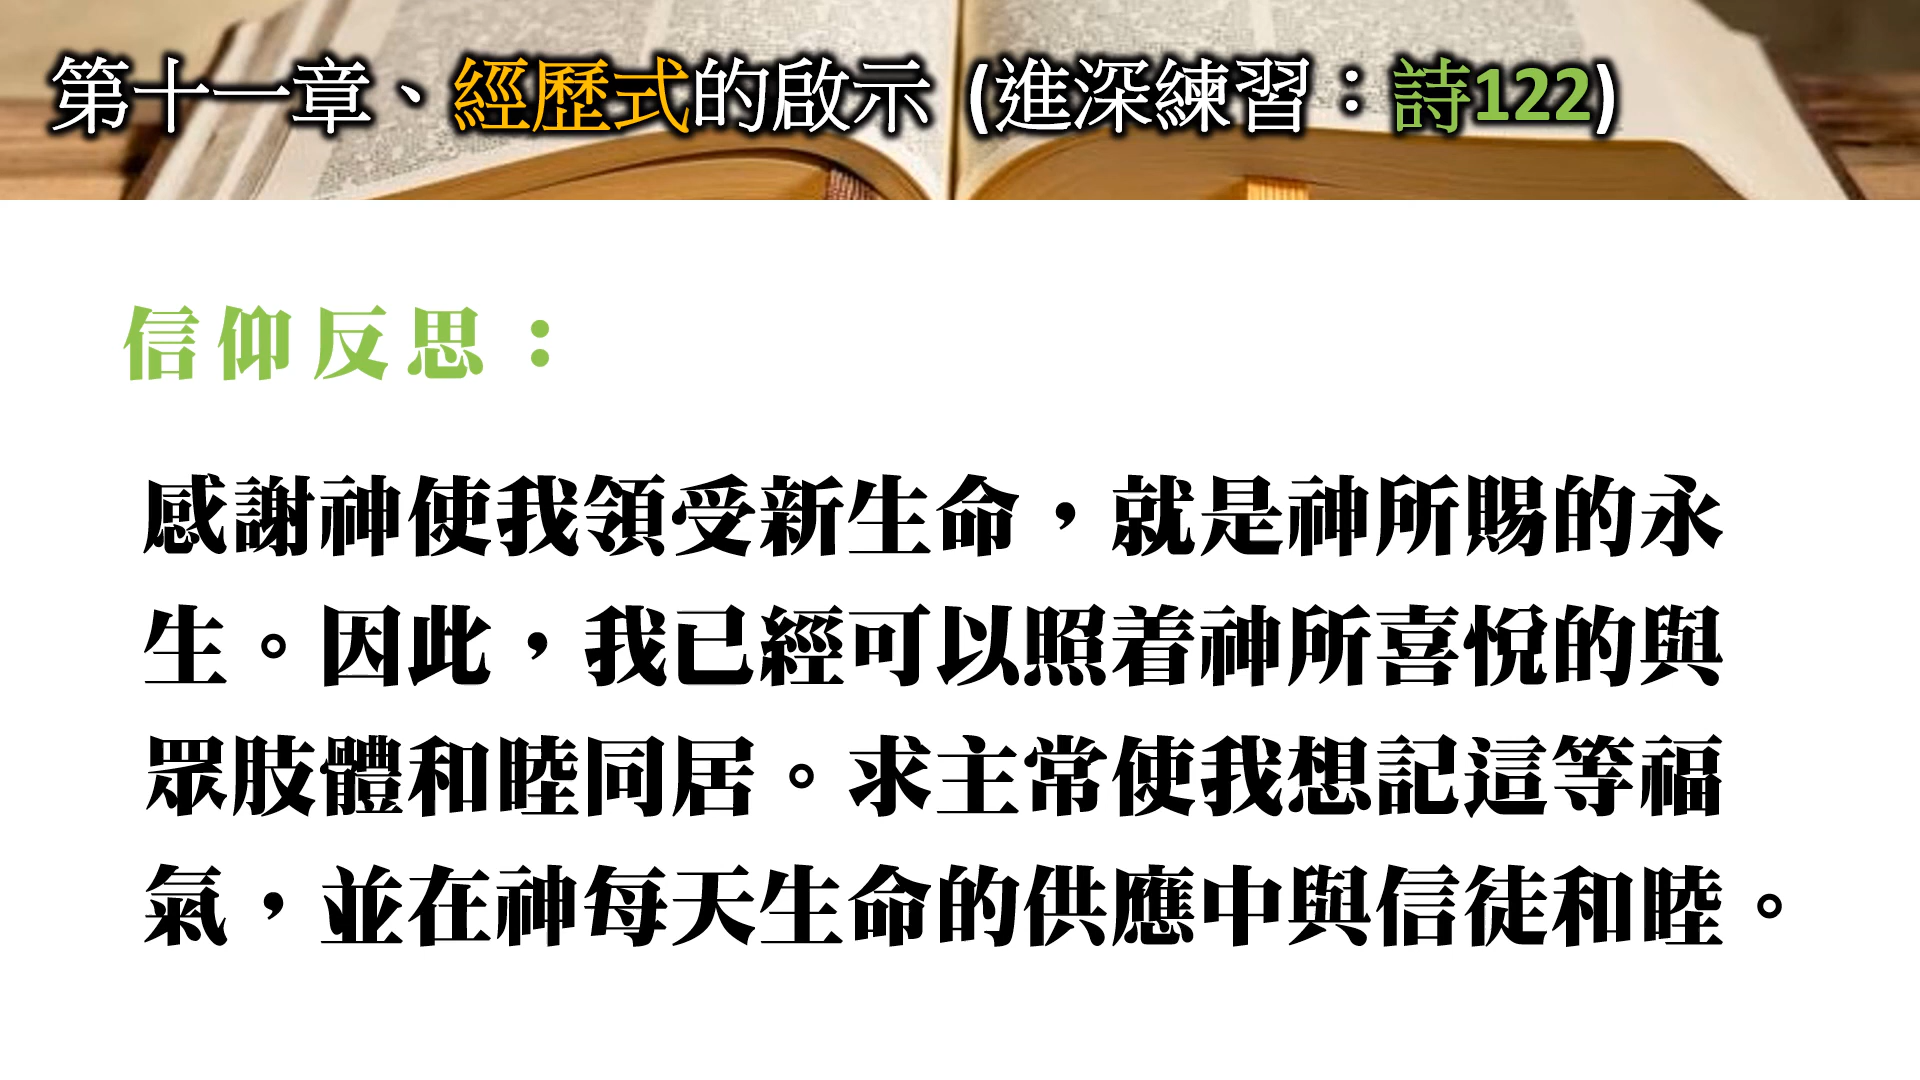 第十一章、經歷式的啟示 (進深練習：詩122)
信仰反思：
感謝神使我領受新生命，就是神所賜的永
生。因此，我已經可以照着神所喜悅的與
眾肢體和睦同居。求主常使我想記這等福
氣，並在神每天生命的供應中與信徒和睦。